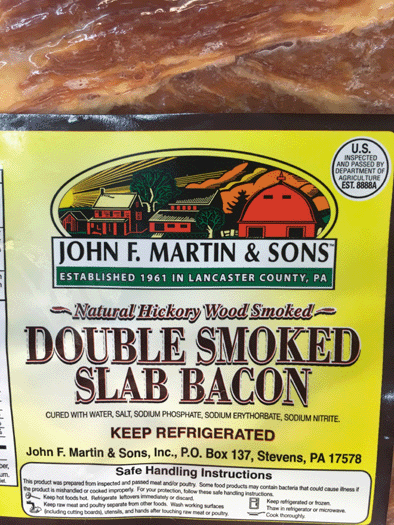 U.S.
INSPECTED
AND PASSED BY
DEPARTMENT OF
AGRICULTURE
EST. 8888A
JOHN F. MARTIN & SONS™
ESTABLISHED 1961 IN LANCASTER COUNTY, PA
Natural Hickory Wood Smoked
DOUBLE SMOKED
SLAB BACON
CURED WITH WATER, SALT, SODIUM PHOSPHATE, SODIUM ERYTHORBATE, SODIUM NITRITE.
KEEP REFRIGERATED
John F. Martin & Sons, Inc., P.O. Box 137, Stevens, PA 17578
Safe Handling Instructions
This product was prepared from inspected and passed meat and/or poultry. Some food products may contain bacteria that could cause illness if
the product is mishandled or cooked improperly. For your protection, follow these safe handling instructions.
Keep hot foods hot. Refrigerate leftovers immediately or discard.
Keep raw meat and poultry separate from other foods. Wash working surfaces
(including cutting boards), utensils, and hands after touching raw meat or poultry.
Keep refrigerated or frozen.
Thaw in refrigerator or microwave.
Cook thoroughly.